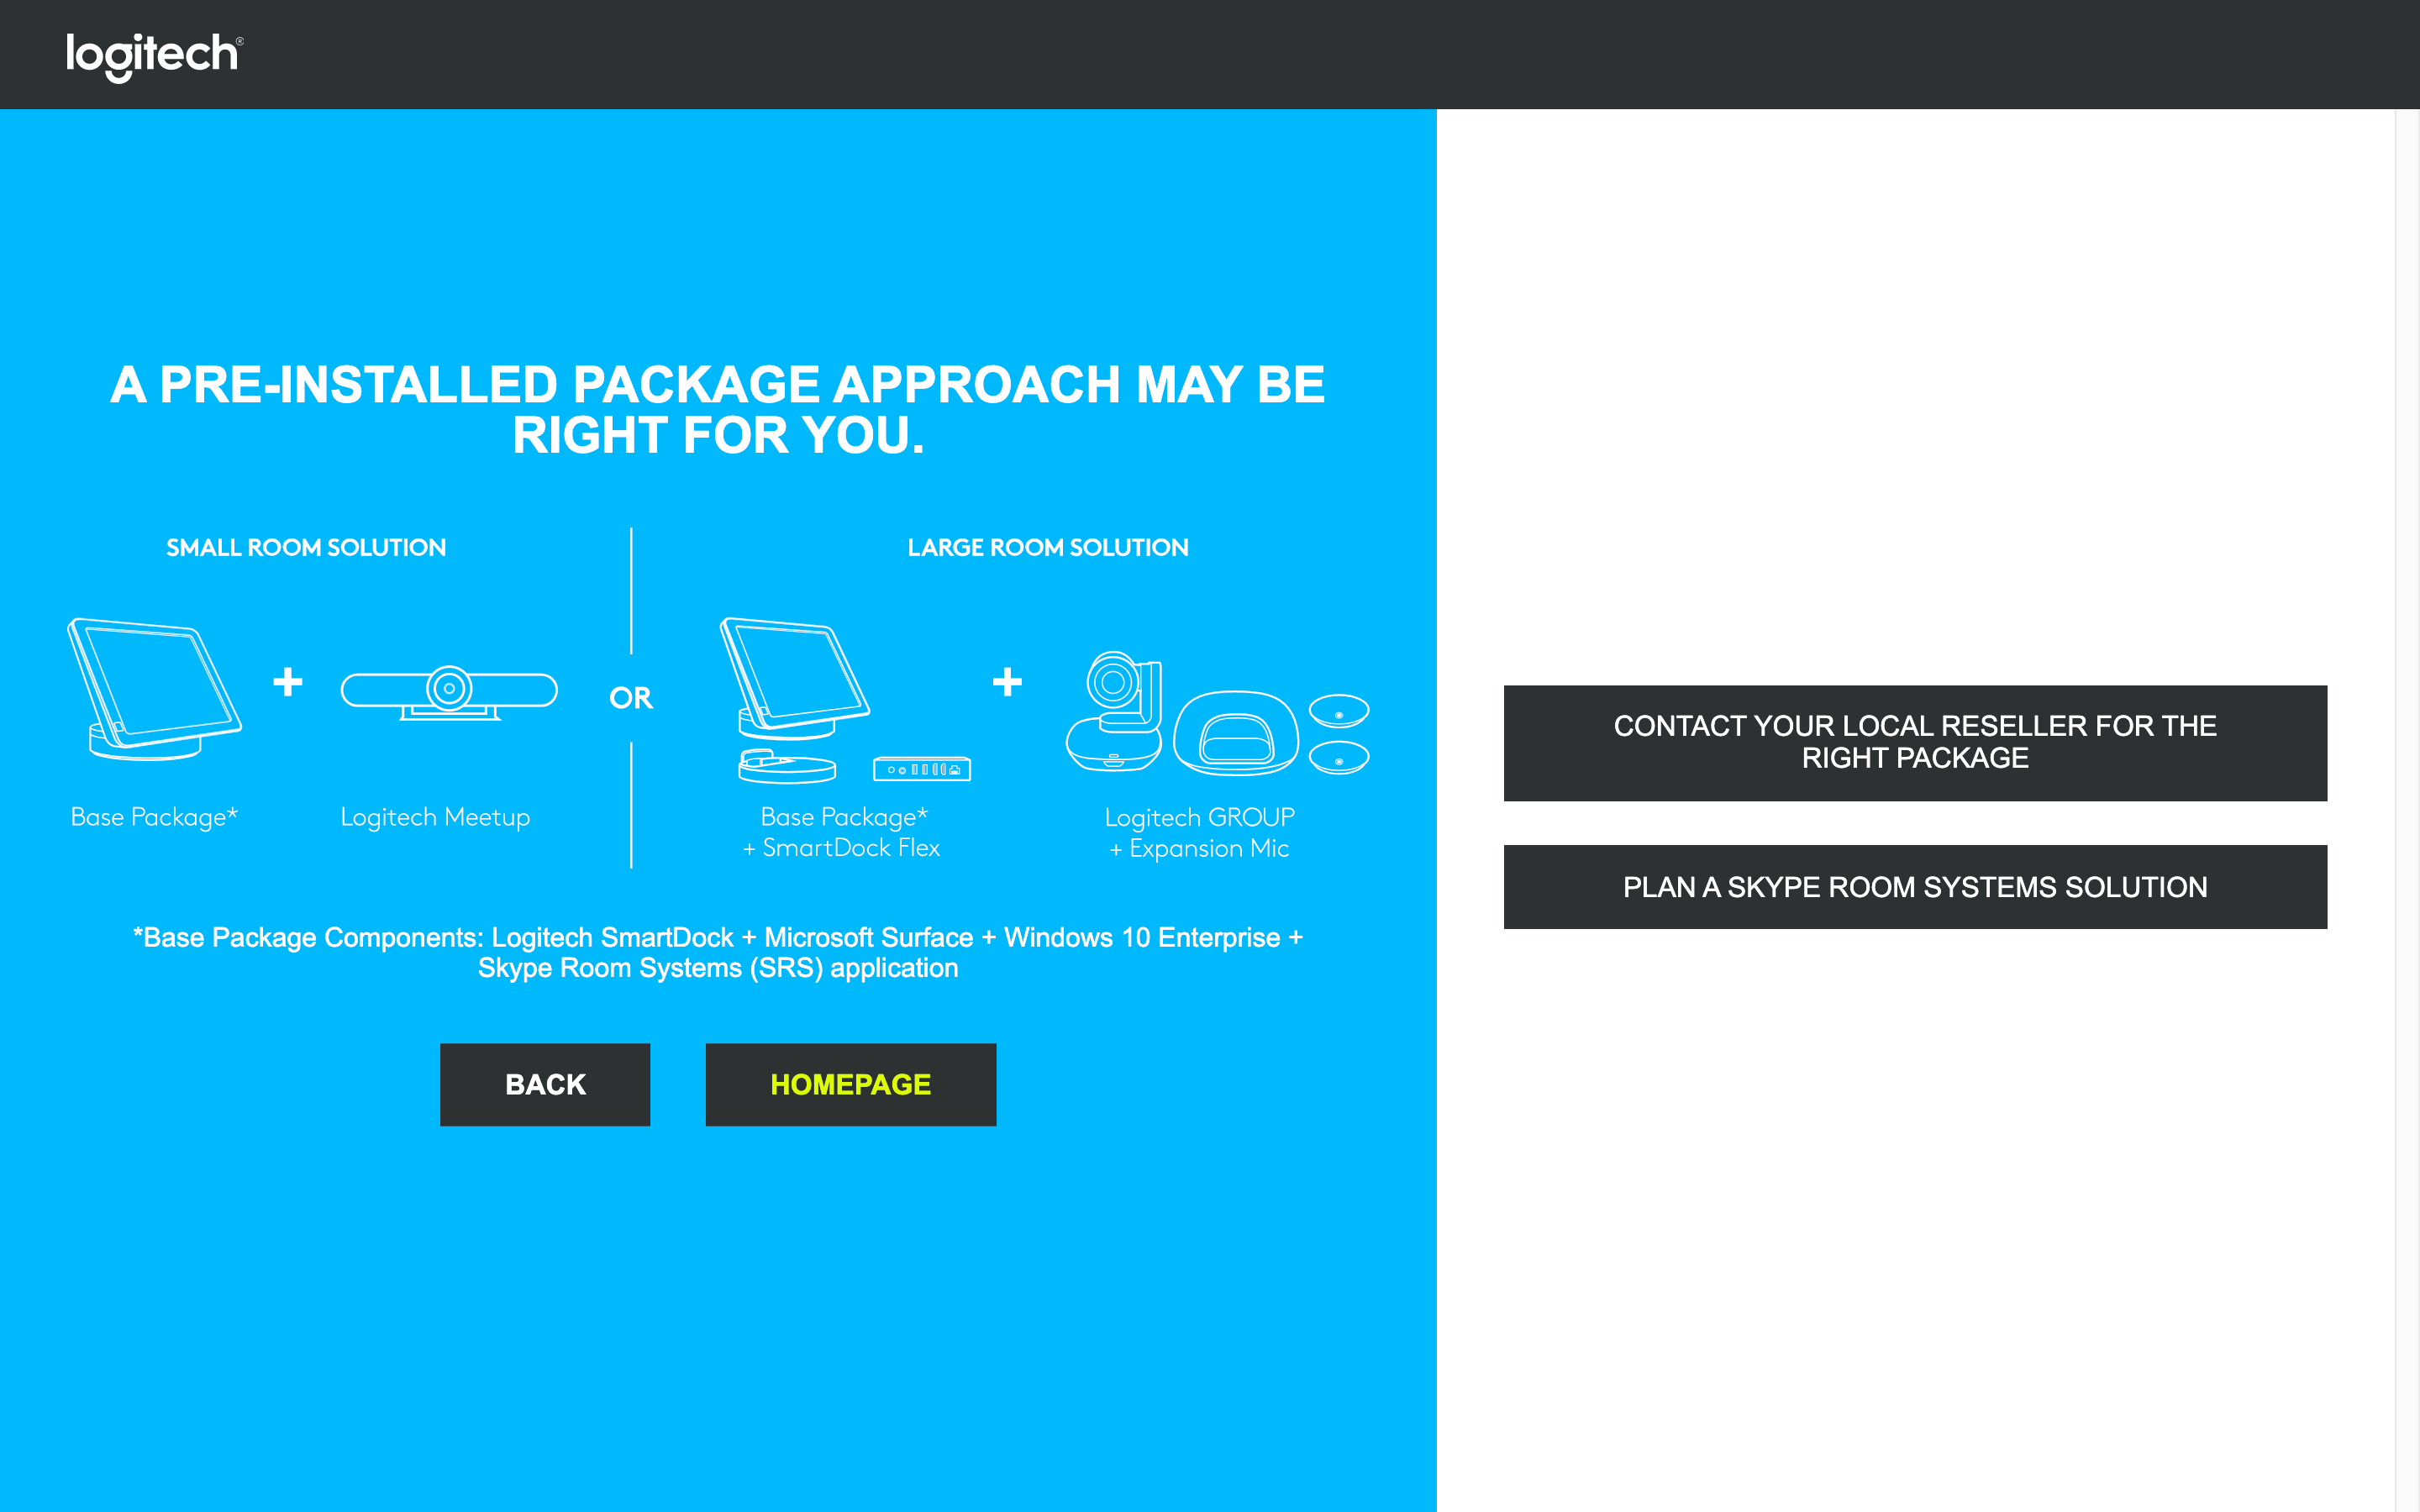 logitech®
A PRE-INSTALLED PACKAGE APPROACH MAY BE
RIGHT FOR YOU.
SMALL ROOM SOLUTION
Base Package*
+
Logitech Meetup
OR
LARGE ROOM SOLUTION
Base Package*
+ SmartDock Flex
+
Logitech GROUP
+ Expansion Mic
*Base Package Components: Logitech SmartDock + Microsoft Surface + Windows 10 Enterprise +
Skype Room Systems (SRS) application
BACK
HOMEPAGE
CONTACT YOUR LOCAL RESELLER FOR THE
RIGHT PACKAGE
PLAN A SKYPE ROOM SYSTEMS SOLUTION